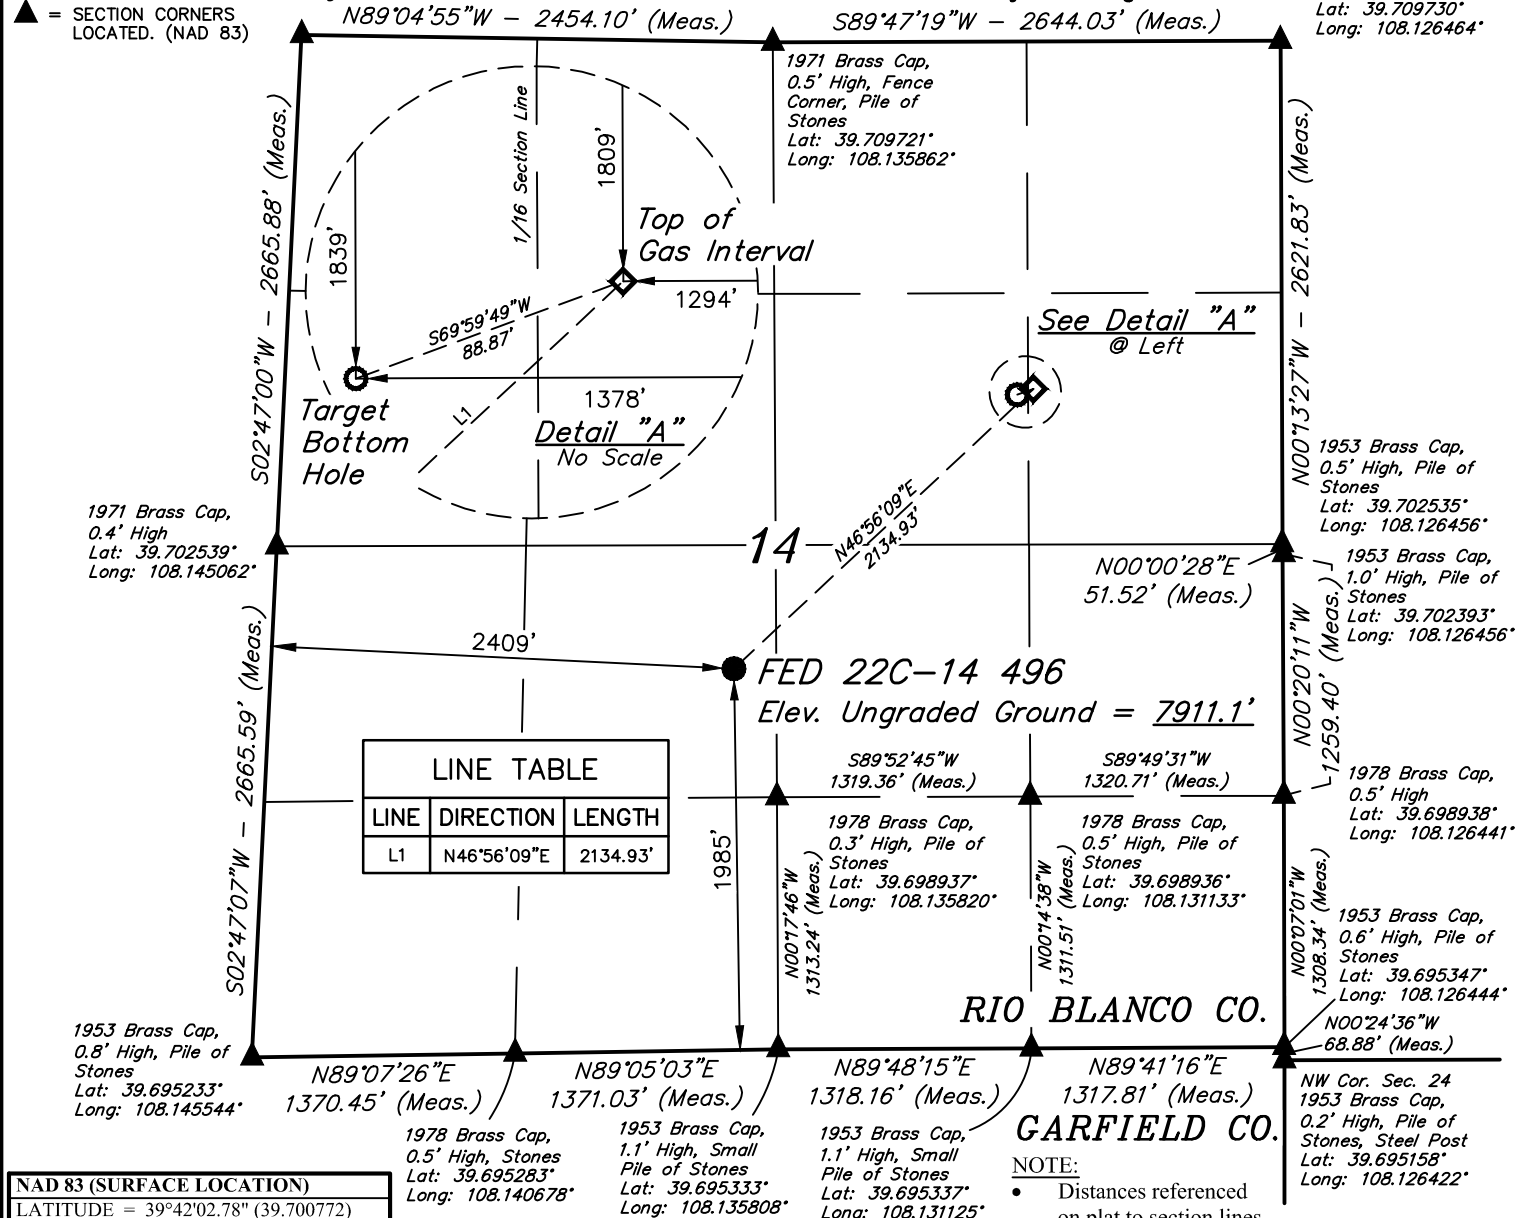 ▲ = SECTION CORNERS
LOCATED. (NAD 83)
N89°04'55"W - 2454.10' (Meas.)
S89°47'19"W - 2644.03' (Meas.)
Lat: 39.709730°
Long: 108.126464°
1971 Brass Cap,
0.5' High, Fence
Corner, Pile of
Stones
Lat: 39.709721°
Long: 108.135862°
S02°47'00"W - 2665.88' (Meas.)
1/16 Section Line
1809'
1839'
Top of
Gas Interval
1294'
S69°59'49"W
88.87'
1378'
L1
Target
Bottom
Hole
Detail "A"
No Scale
See Detail "A"
@ Left
N00°13'27"W - 2621.83' (Meas.)
1953 Brass Cap,
0.5' High, Pile of
Stones
Lat: 39.702535°
Long: 108.126456°
1971 Brass Cap,
0.4' High
Lat: 39.702539°
Long: 108.145062°
14
N46°56'09"E
2134.93'
N00°00'28"E
51.52' (Meas.)
1953 Brass Cap,
1.0' High, Pile of
Stones
Lat: 39.702393°
Long: 108.126456°
N00°20'11"W
1259.40' (Meas.)
2409'
FED 22C-14 496
Elev. Ungraded Ground = 7911.1'
S02°47'07"W - 2665.59' (Meas.)
LINE TABLE
LINE DIRECTION LENGTH
L1 N46°56'09"E 2134.93'
1985'
S89°52'45"W
1319.36' (Meas.)
S89°49'31"W
1320.71' (Meas.)
1978 Brass Cap,
0.5' High
Lat: 39.698938°
Long: 108.126441°
1978 Brass Cap,
0.3' High, Pile of
Stones
Lat: 39.698937°
Long: 108.135820°
1978 Brass Cap,
0.5' High, Pile of
Stones
Lat: 39.698936°
Long: 108.131133°
N00°17'46"W
1313.24' (Meas.)
N00°14'38"W
1311.51' (Meas.)
N00°07'01"W
1308.34' (Meas.)
1953 Brass Cap,
0.6' High, Pile of
Stones
Lat: 39.695347°
Long: 108.126444°
RIO BLANCO CO.
N00°24'36"W
68.88' (Meas.)
1953 Brass Cap,
0.8' High, Pile of
Stones
Lat: 39.695233°
Long: 108.145544°
N89°07'26"E
1370.45' (Meas.)
N89°05'03"E
1371.03' (Meas.)
N89°48'15"E
1318.16' (Meas.)
N89°41'16"E
1317.81' (Meas.)
GARFIELD CO.
NW Cor. Sec. 24
1953 Brass Cap,
0.2' High, Pile of
Stones, Steel Post
Lat: 39.695158°
Long: 108.126422°
1978 Brass Cap,
0.5' High, Stones
Lat: 39.695283°
Long: 108.140678°
1953 Brass Cap,
1.1' High, Small
Pile of Stones
Lat: 39.695333°
Long: 108.135808°
1953 Brass Cap,
1.1' High, Small
Pile of Stones
Lat: 39.695337°
Long: 108.131125°
NOTE:
• Distances referenced
on plat to section lines
NAD 83 (SURFACE LOCATION)
LATITUDE = 39°42'02.78" (39.700772)